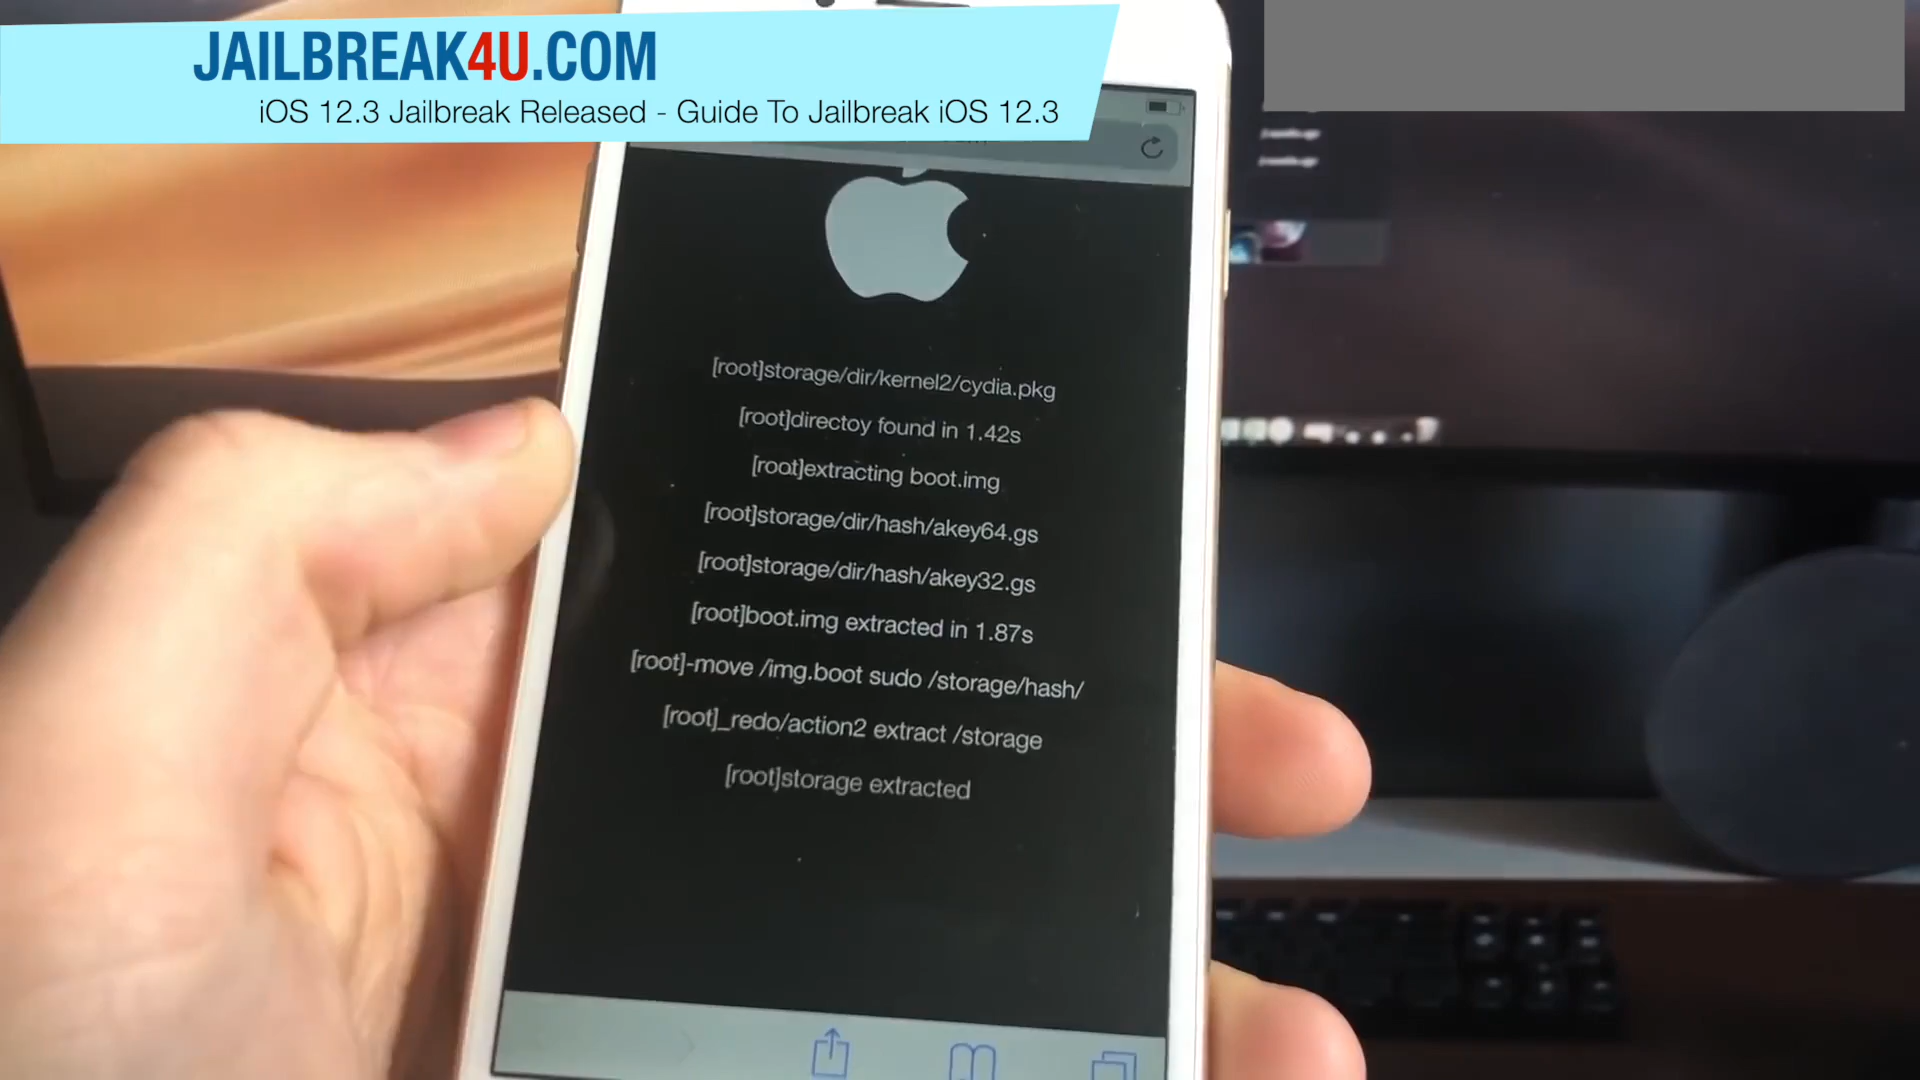 JAILBREAK4U.COM
iOS 12.3 Jailbreak Released - Guide To Jailbreak iOS 12.3
[root]storage/dir/kernel2/cydia.pkg
[root]directoy found in 1.42s
[root]extracting boot.img
[root]storage/dir/hash/akey64.gs
[root]storage/dir/hash/akey32.gs
[root]boot.img extracted in 1.87s
[root]-move /img.boot sudo /storage/hash/
[root]_redo/action2 extract /storage
[root]storage extracted